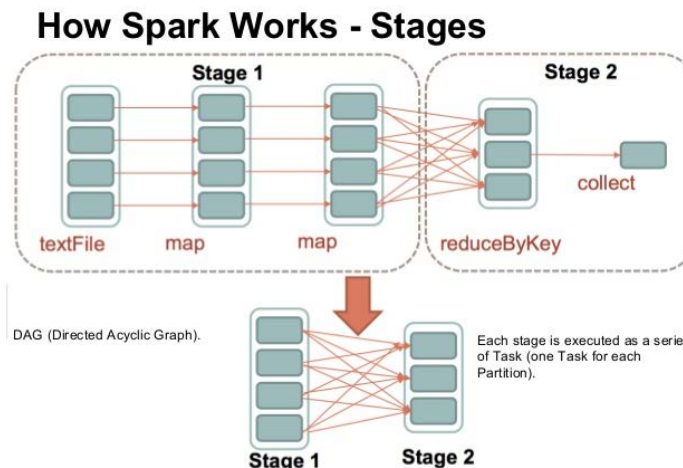 How Spark Works - Stages
Stage 1
Stage 2
textFile
map
map
reduceByKey
collect
DAG (Directed Acyclic Graph).
Each stage is executed as a serie
of Task (one Task for each
Partition).
Stage 1
Stage 2